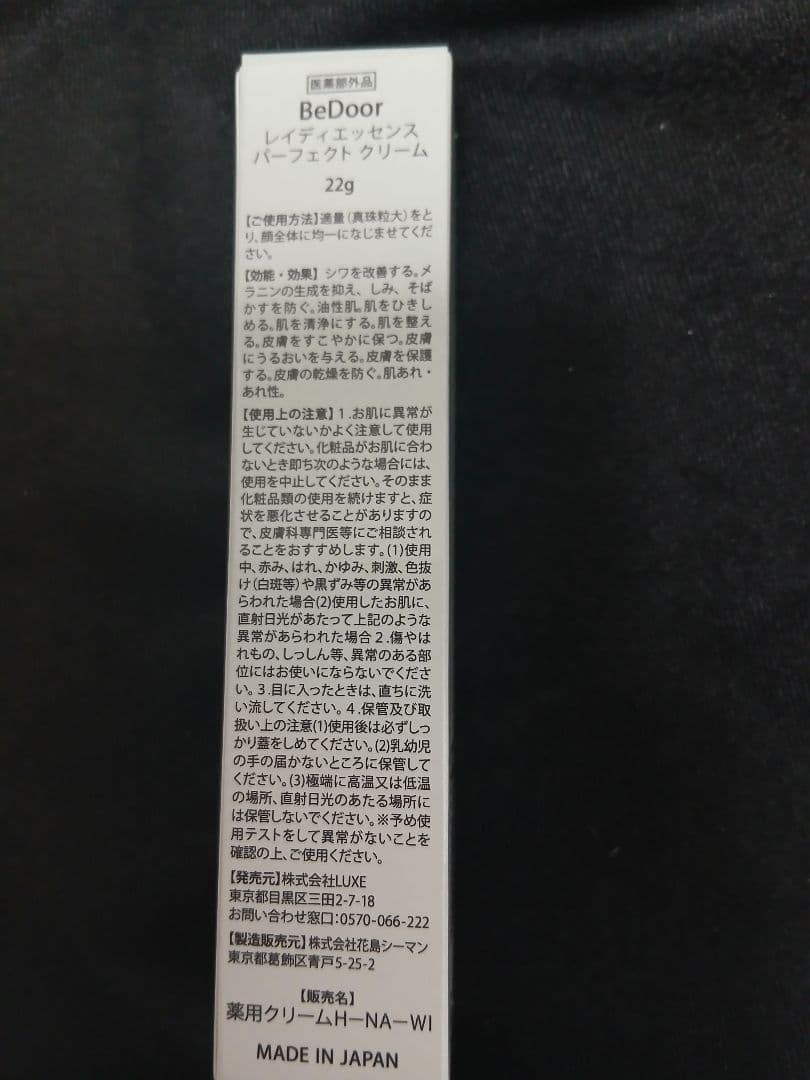 医薬部外品
BeDoor
レイディエッセンス
パーフェクト クリーム
22g
【ご使用方法】適量(真珠粒大)をと
り、顔全体に均一になじませてくだ
さい。
【効能・効果】 シワを改善する。メ
ラニンの生成を抑え、しみ、そば
かすを防ぐ。油性肌。肌をひきし
める。肌を清浄にする。肌を整え
る。皮膚をすこやかに保つ。皮膚
にうるおいを与える。皮膚を保護
する。皮膚の乾燥を防ぐ。肌あれ・
あれ性。
【使用上の注意】1.お肌に異常が
生じていないかよく注意して使用
してください。化粧品がお肌に合わ
ないとき即ち次のような場合には、
使用を中止してください。そのまま
化粧品類の使用を続けますと、症
状を悪化させることがありますの
で、皮膚科専門医等にご相談され
ることをおすすめします。(1)使用
中、赤み、はれ、かゆみ、刺激、色抜
け(白斑等)や黒ずみ等の異常があ
らわれた場合(2)使用したお肌に、
直射日光があたって上記のような
異常があらわれた場合 2.傷やは
れもの、しっしん等、異常のある部
位にはお使いにならないでくださ
い。3.目に入ったときは、直ちに洗
い流してください。4.保管及び取
扱い上の注意(1)使用後は必ずしっ
かり蓋をしめてください。(2)乳幼児
の手の届かないところに保管して
ください。(3)極端に高温又は低温
の場所、直射日光のあたる場所に
は保管しないでください。※予め使
用テストをして異常がないことを
確認の上、ご使用ください。
【発売元】株式会社LUXE
東京都目黒区三田2-7-18
お問い合わせ窓口:0570-066-222
【製造販売元】株式会社花島シーマン
東京都葛飾区青戸5-25-2
【販売名】
薬用クリームH－NA－WI
MADE IN JAPAN